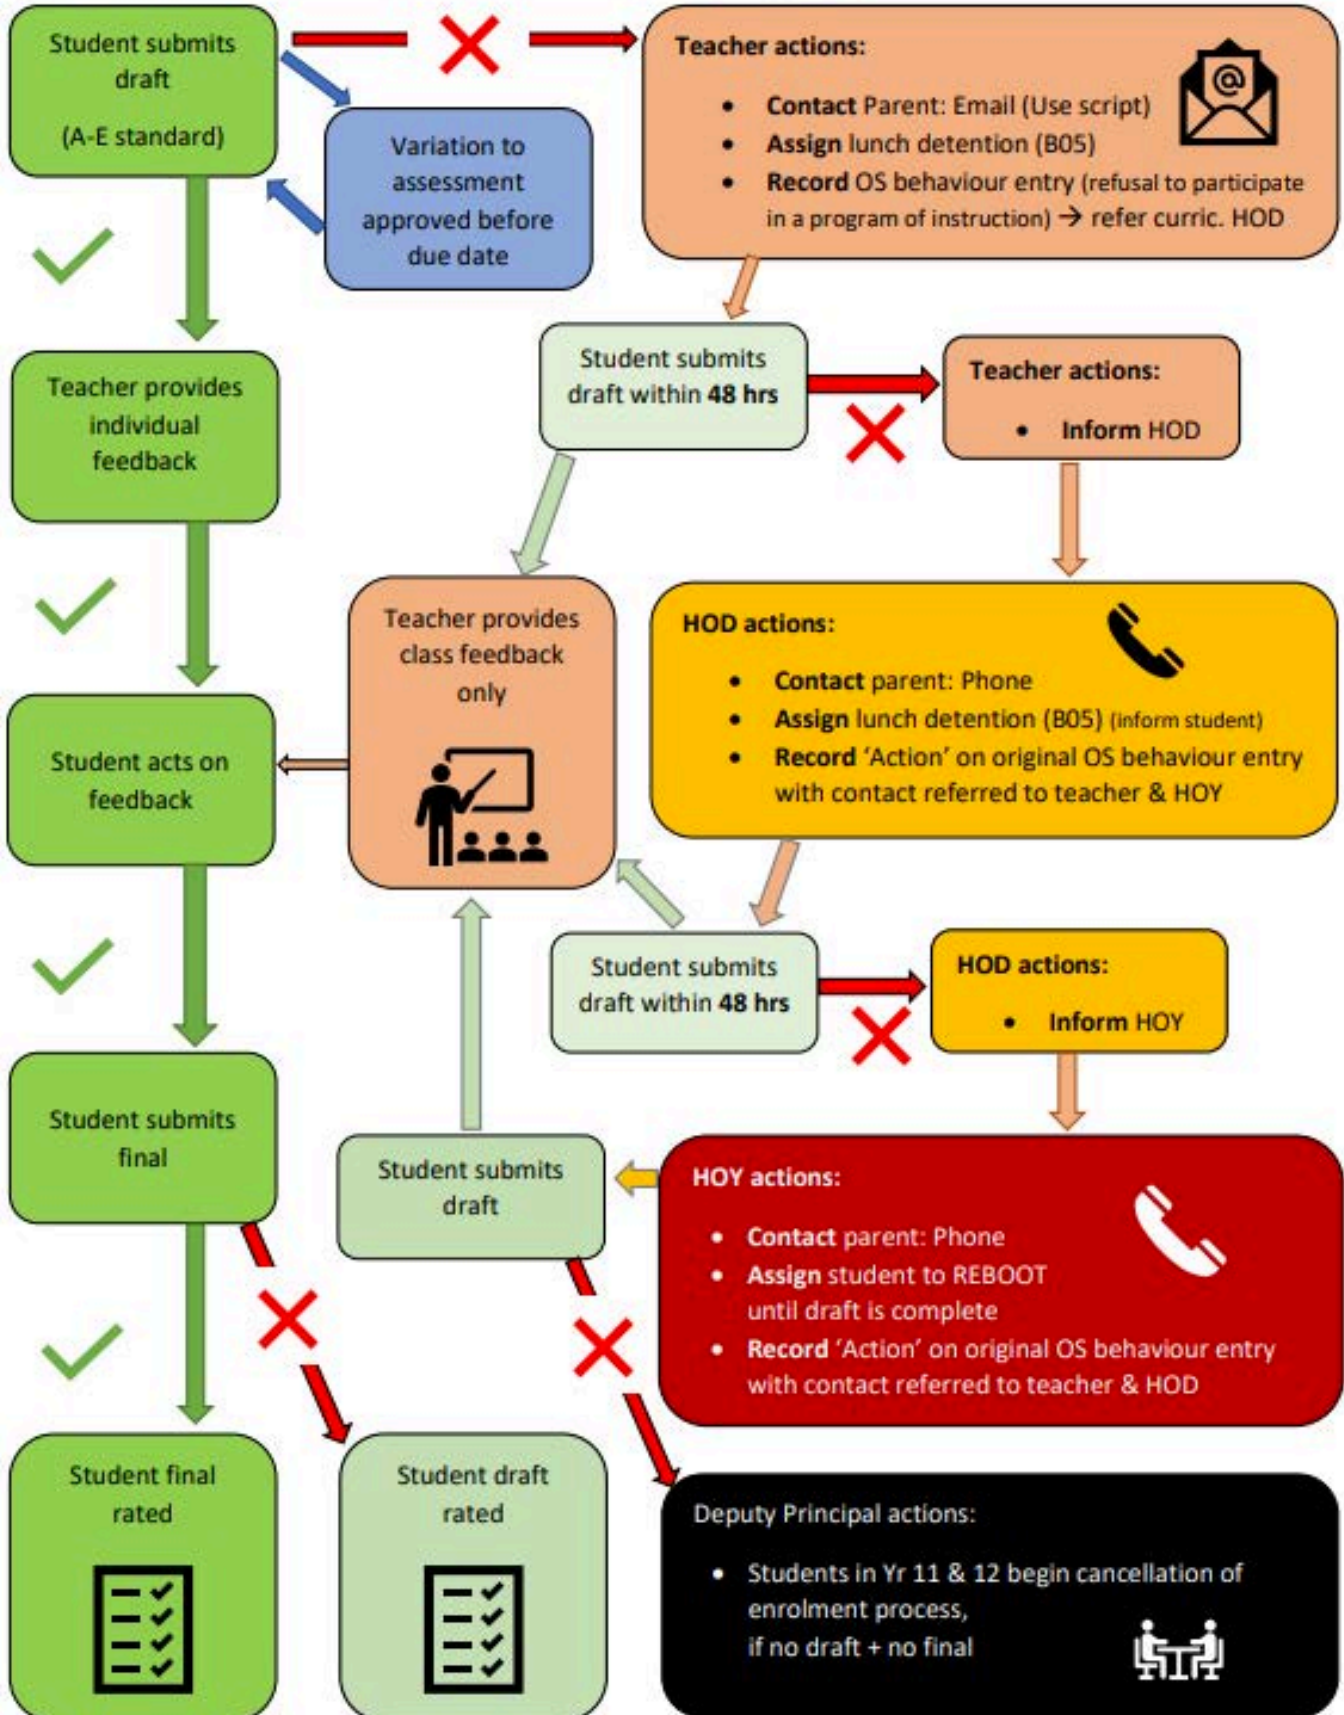 Student submits
draft
(A-E standard)
Variation to
assessment
approved before
due date
Teacher actions:
• Contact Parent: Email (Use script)
• Assign lunch detention (B05)
• Record OS behaviour entry (refusal to participate
in a program of instruction) → refer curric. HOD
@
Teacher provides
individual
feedback
Student submits
draft within 48 hrs
Teacher actions:
• Inform HOD
Teacher provides
class feedback
only
HOD actions:
• Contact parent: Phone
• Assign lunch detention (B05) (inform student)
• Record ‘Action’ on original OS behaviour entry
with contact referred to teacher & HOY
Student acts on
feedback
Student submits
draft within 48 hrs
HOD actions:
• Inform HOY
Student submits
final
Student submits
draft
HOY actions:
• Contact parent: Phone
• Assign student to REBOOT
until draft is complete
• Record ‘Action’ on original OS behaviour entry
with contact referred to teacher & HOD
Student final
rated
Student draft
rated
Deputy Principal actions:
• Students in Yr 11 & 12 begin cancellation of
enrolment process,
if no draft + no final